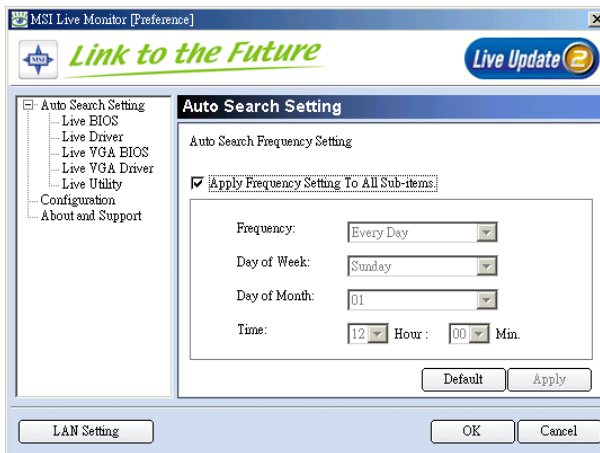 MSI Live Monitor [Preference]
MSI
Link to the Future
Live Update 2
Auto Search Setting
Live BIOS
Live Driver
Live VGA BIOS
Live VGA Driver
Live Utility
Configuration
About and Support
Auto Search Setting
Auto Search Frequency Setting
Apply Frequency Setting To All Sub-items.
Frequency: Every Day
Day of Week: Sunday
Day of Month: 01
Time: 12 Hour : 00 Min.
Default Apply
LAN Setting OK Cancel